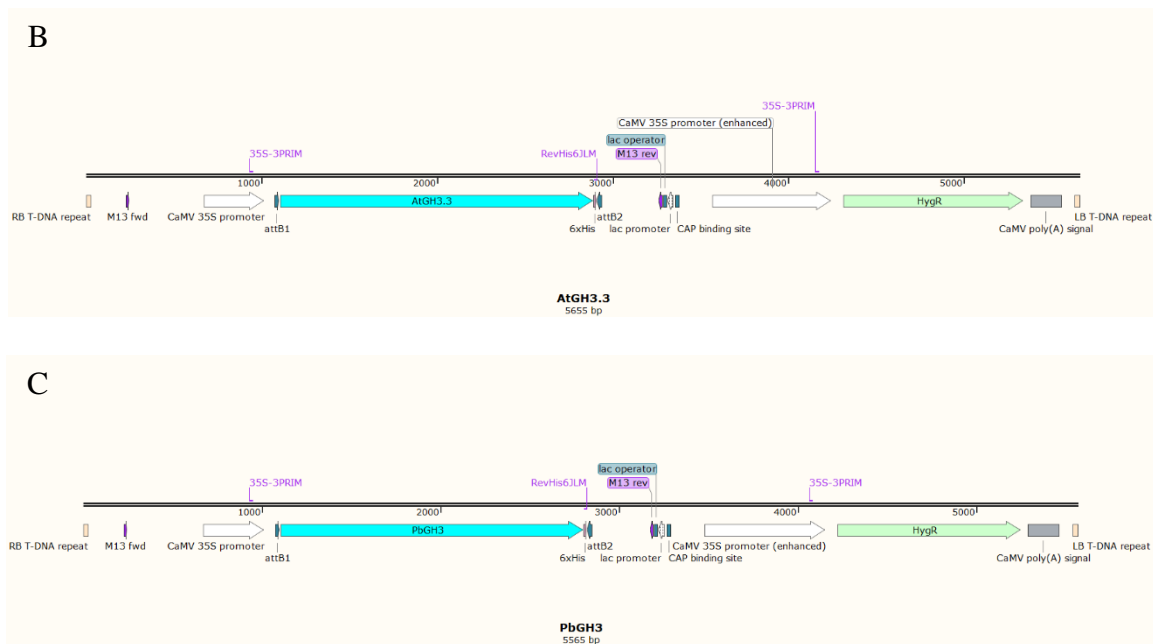 B
35S-3PRIM
CaMV 35S promoter (enhanced)
lac operator
35S-3PRIM RevHis6JLM M13 rev
1000 2000 3000 4000 5000
AtGH3.3 HygR
RB T-DNA repeat M13 fwd CaMV 35S promoter attB2 LB T-DNA repeat
attB1 6xHis lac promoter CAP binding site CaMV poly(A) signal
AtGH3.3
5655 bp
C
lac operator
35S-3PRIM RevHis6JLM M13 rev 35S-3PRIM
1000 2000 3000 4000 5000
PbGH3 HygR
RB T-DNA repeat M13 fwd CaMV 35S promoter attB2 CaMV 35S promoter (enhanced) LB T-DNA repeat
attB1 6xHis lac promoter CAP binding site CaMV poly(A) signal
PbGH3
5565 bp